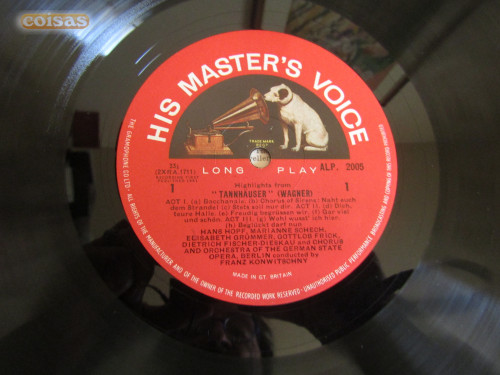 coisas
HIS MASTER'S VOICE
TRADE MARK
LONG PLAY
ALP. 2005
33⅓
1
1
Highlights from
"TANNHÄUSER" (WAGNER)
ACT I. (a) Bacchanale. (b) Chorus of Sirens; Naht euch
dem Strande! (c) Stets soll nur dir. ACT II. (d) Dich,
teure Halle. (e) Freudig begrüssen wir. (f) Gar viel
und schön. ACT III. (g) Wohl wusst' ich hier.
(h) Beglückt darf nun
HANS HOPF, MARIANNE SCHECH,
ELISABETH GRÜMMER, GOTTLOB FRICK,
DIETRICH FISCHER-DIESKAU and CHORUS
AND ORCHESTRA OF THE GERMAN STATE
OPERA, BERLIN conducted by
FRANZ KONWITSCHNY
MADE IN GT. BRITAIN
THE GRAMOPHONE CO. LTD. ALL RIGHTS OF THE MANUFACTURER AND OF THE OWNER OF THE RECORDED WORK RESERVED - UNAUTHORISED PUBLIC PERFORMANCE, BROADCASTING AND COPYING OF THIS RECORD PROHIBITED